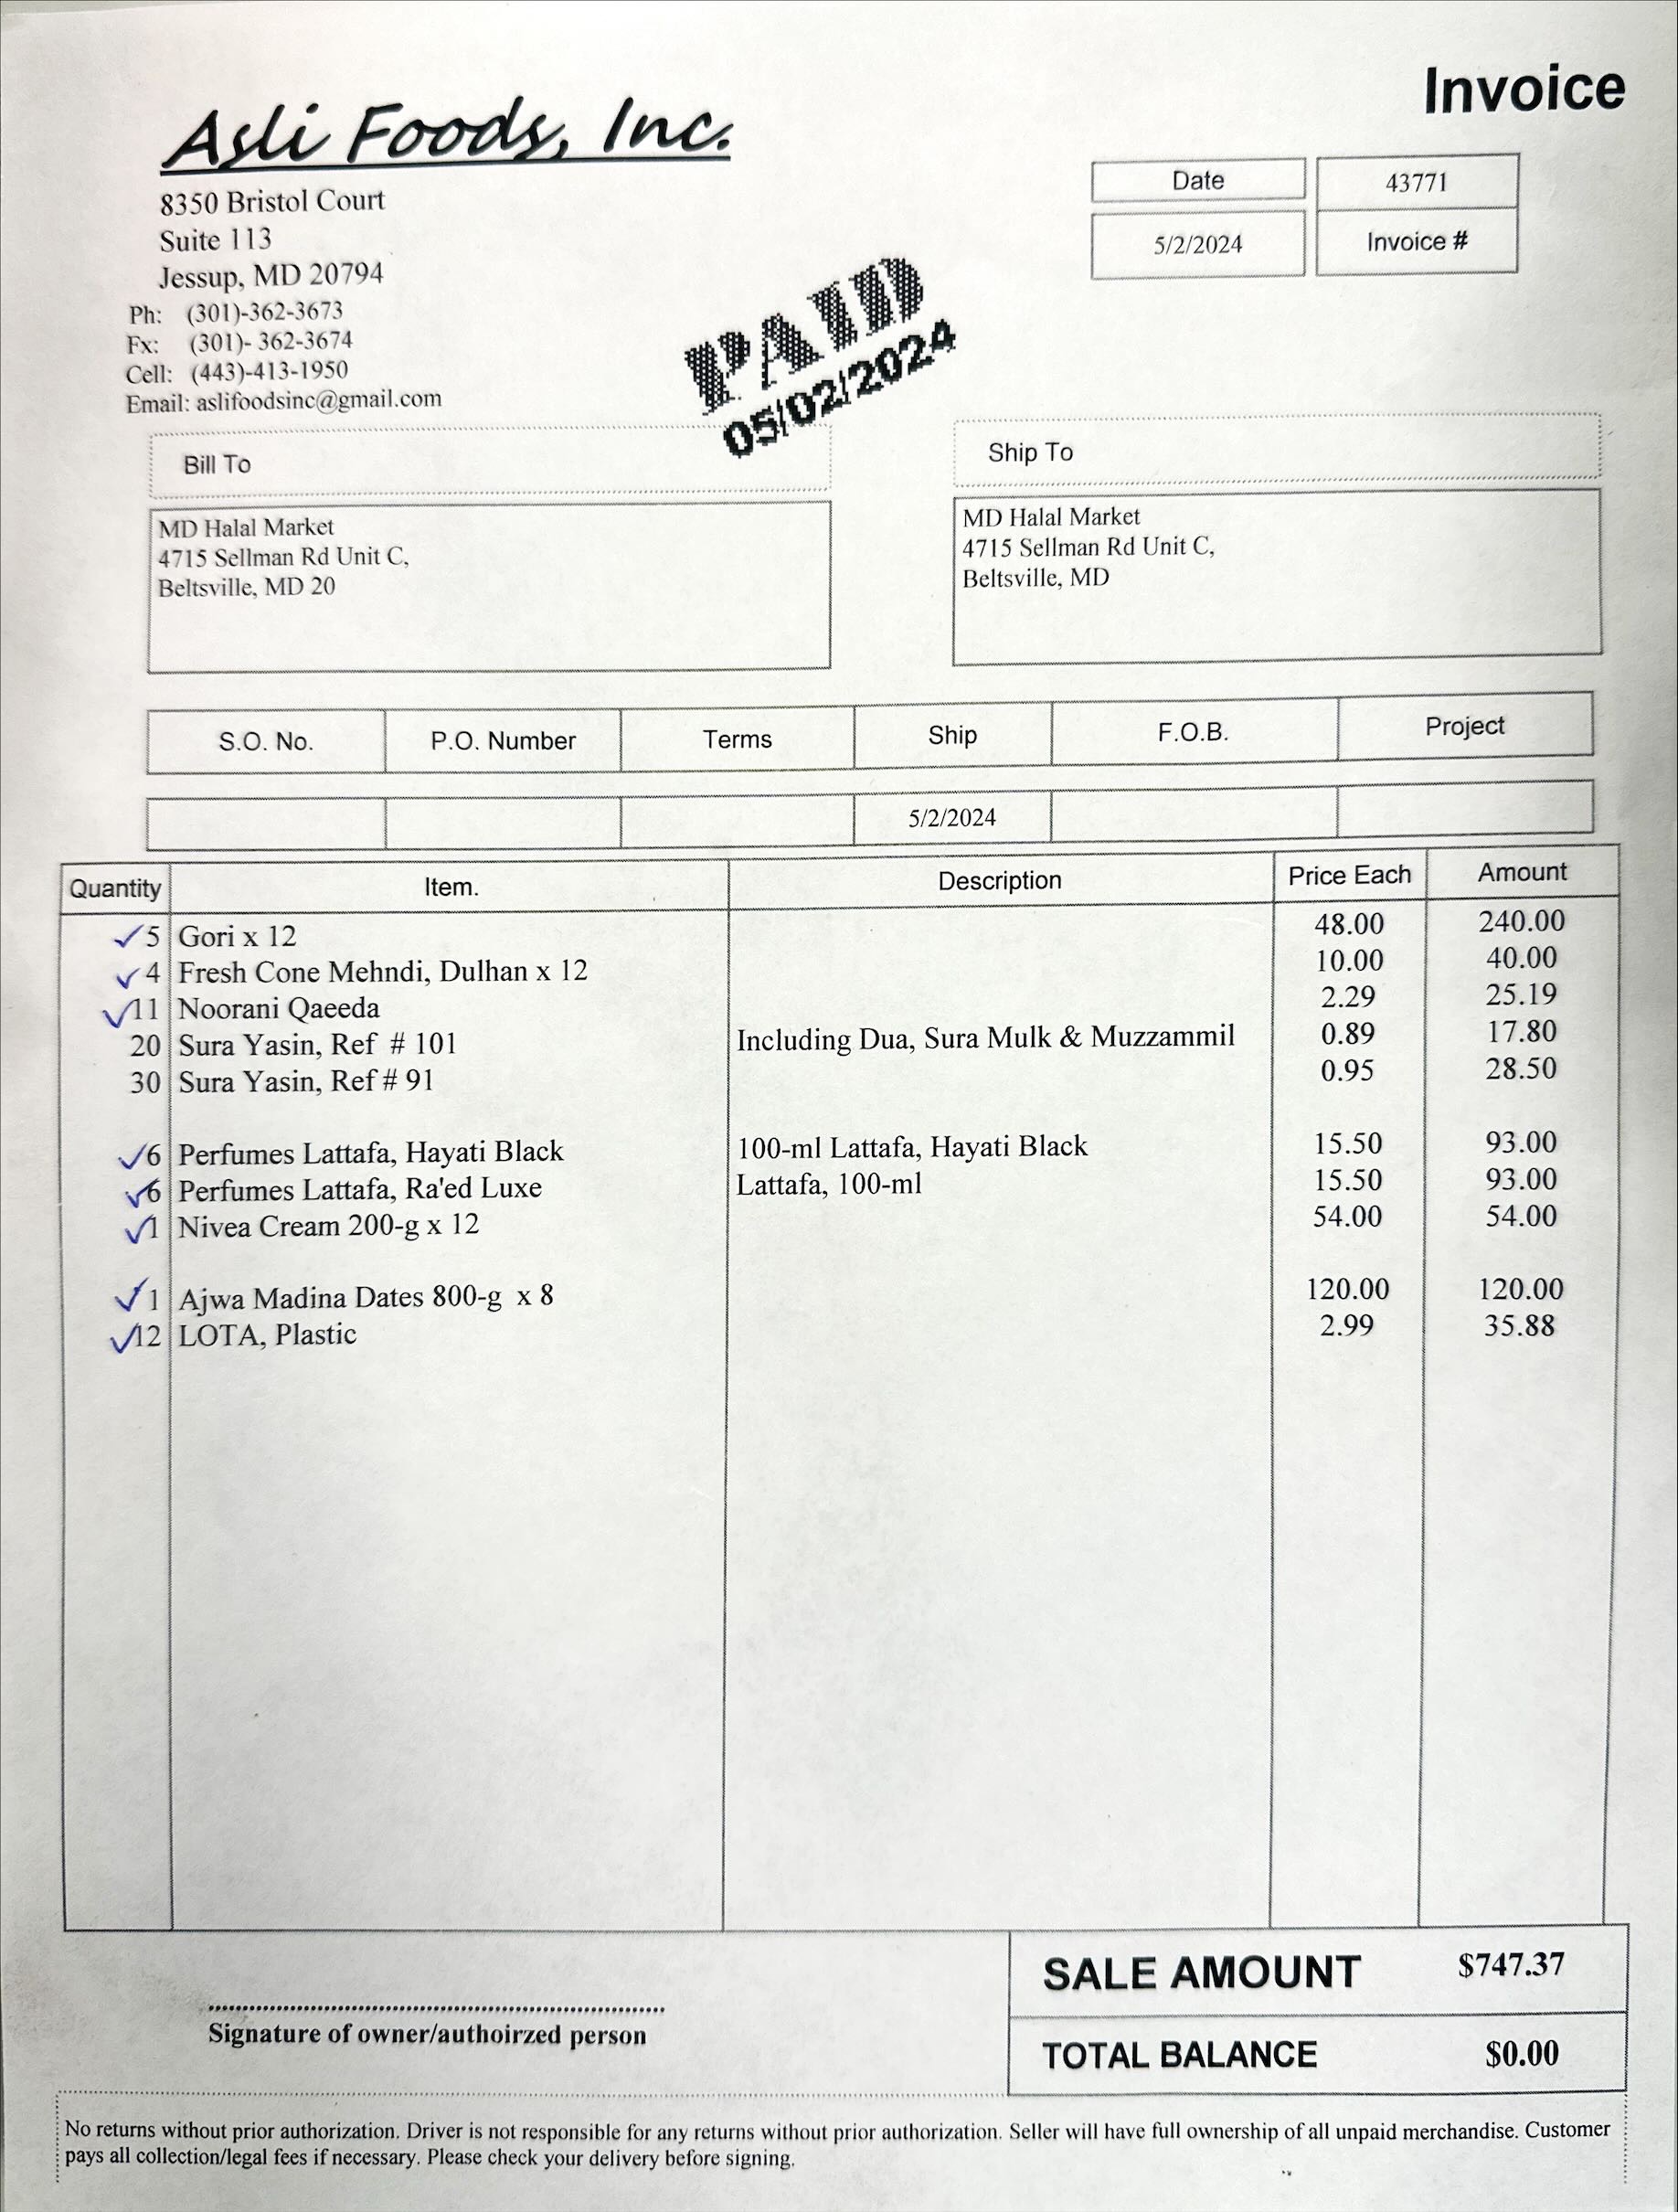 Invoice
Asli Foods, Inc.
8350 Bristol Court
Suite 113
Jessup, MD 20794
Ph: (301)-362-3673
Fx: (301)- 362-3674
Cell: (443)-413-1950
Email: aslifoodsinc@gmail.com
Date 43771
5/2/2024 Invoice #
PAID
05/02/2024
Bill To
MD Halal Market
4715 Sellman Rd Unit C,
Beltsville, MD 20
Ship To
MD Halal Market
4715 Sellman Rd Unit C,
Beltsville, MD
S.O. No. P.O. Number Terms Ship F.O.B. Project
5/2/2024
Quantity Item. Description Price Each Amount
✓5 Gori x 12 48.00 240.00
✓4 Fresh Cone Mehndi, Dulhan x 12 10.00 40.00
✓11 Noorani Qaeeda 2.29 25.19
20 Sura Yasin, Ref # 101 Including Dua, Sura Mulk & Muzzammil 0.89 17.80
30 Sura Yasin, Ref # 91 0.95 28.50
✓6 Perfumes Lattafa, Hayati Black 100-ml Lattafa, Hayati Black 15.50 93.00
✓6 Perfumes Lattafa, Ra'ed Luxe Lattafa, 100-ml 15.50 93.00
✓1 Nivea Cream 200-g x 12 54.00 54.00
✓1 Ajwa Madina Dates 800-g x 8 120.00 120.00
✓12 LOTA, Plastic 2.99 35.88
SALE AMOUNT $747.37
Signature of owner/authoirzed person
TOTAL BALANCE $0.00
No returns without prior authorization. Driver is not responsible for any returns without prior authorization. Seller will have full ownership of all unpaid merchandise. Customer
pays all collection/legal fees if necessary. Please check your delivery before signing.